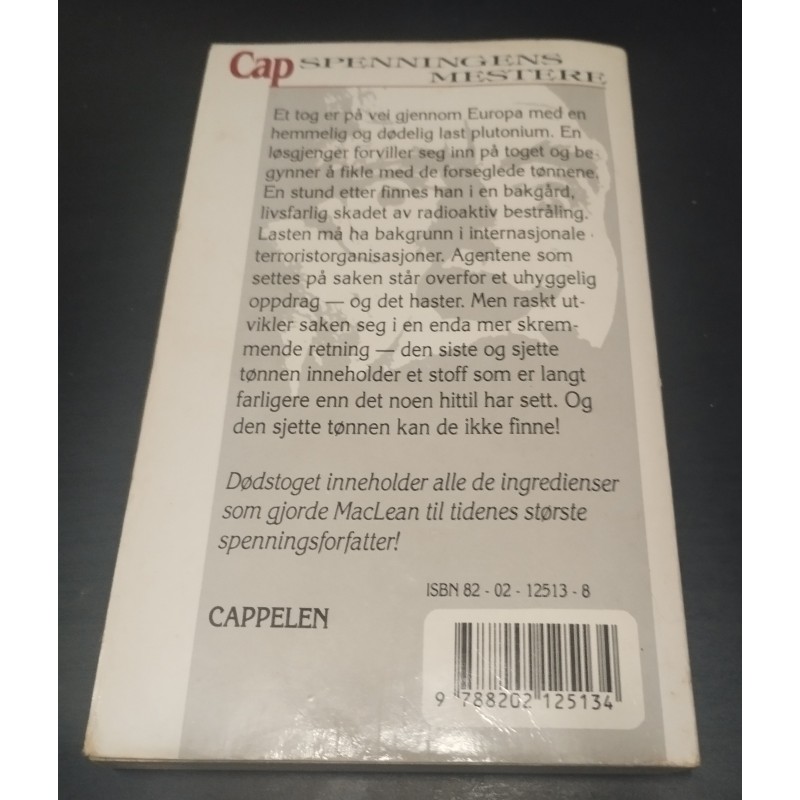 Cap SPENNINGENS
MESTERE
Et tog er på vei gjennom Europa med en
hemmelig og dødelig last plutonium. En
løsgjenger forviller seg inn på toget og be-
gynner å fikle med de forseglede tønnene.
En stund etter finnes han i en bakgård,
livsfarlig skadet av radioaktiv bestråling.
Lasten må ha bakgrunn i internasjonale
terroristorganisasjoner. Agentene som
settes på saken står overfor et uhyggelig
oppdrag — og det haster. Men raskt ut-
vikler saken seg i en enda mer skrem-
mende retning — den siste og sjette
tønnen inneholder et stoff som er langt
farligere enn det noen hittil har sett. Og
den sjette tønnen kan de ikke finne!
Dødstoget inneholder alle de ingredienser
som gjorde MacLean til tidenes største
spenningsforfatter!
ISBN 82 - 02 - 12513 - 8
CAPPELEN
9 788202 125134